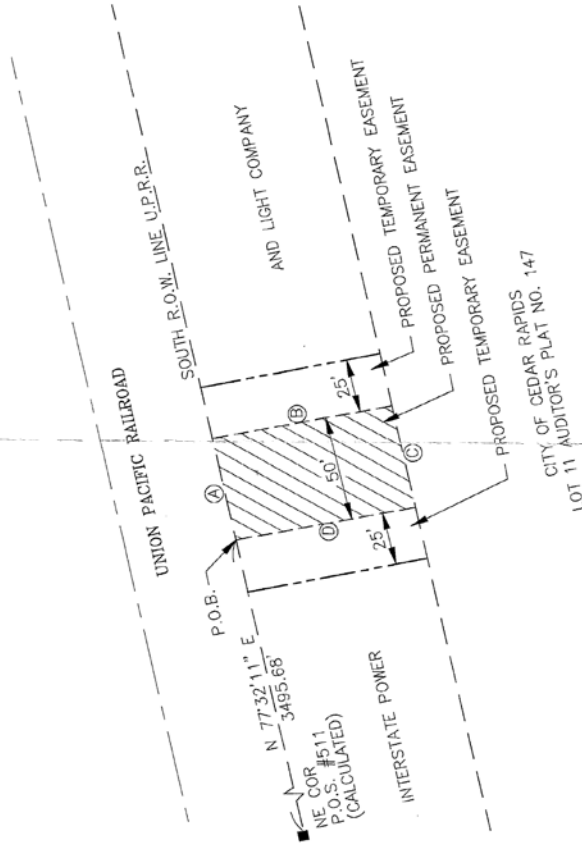 UNION PACIFIC RAILROAD
SOUTH R.O.W. LINE U.P.R.R.
P.O.B.
A
N 77°32'11" E
3495.68'
NE COR
P.O.S. #511
(CALCULATED)
INTERSTATE POWER
AND LIGHT COMPANY
B
D
C
25'
50'
25'
PROPOSED TEMPORARY EASEMENT
PROPOSED PERMANENT EASEMENT
PROPOSED TEMPORARY EASEMENT
CITY OF CEDAR RAPIDS
LOT 11 AUDITOR'S PLAT NO. 147